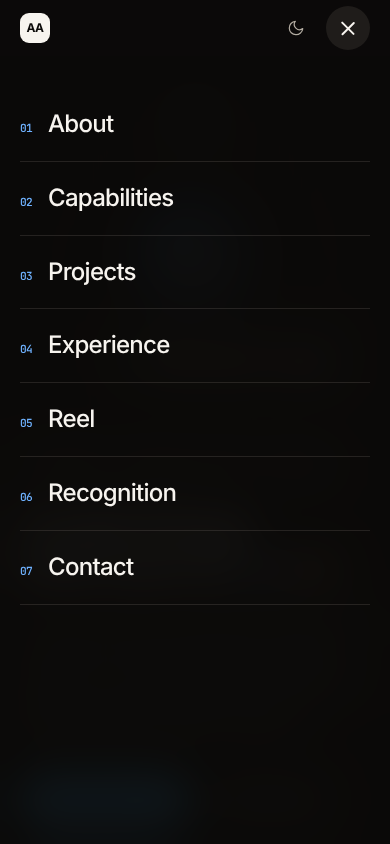 AA
01 About
02 Capabilities
03 Projects
04 Experience
05 Reel
06 Recognition
07 Contact